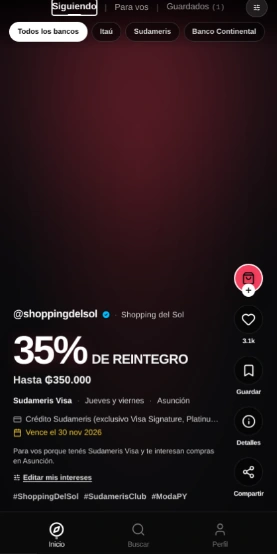 Siguiendo | Para vos | Guardados (1)
Todos los bancos Itaú Sudameris Banco Continental
@shoppingdelsol · Shopping del Sol
35% DE REINTEGRO
Hasta ₲350.000
Sudameris Visa · Jueves y viernes · Asunción
Crédito Sudameris (exclusivo Visa Signature, Platinu...
Vence el 30 nov 2026
Para vos porque tenés Sudameris Visa y te interesan compras
en Asunción.
Editar mis intereses
#ShoppingDelSol #SudamerisClub #ModaPY
3.1k
Guardar
Detalles
Compartir
Inicio Buscar Perfil